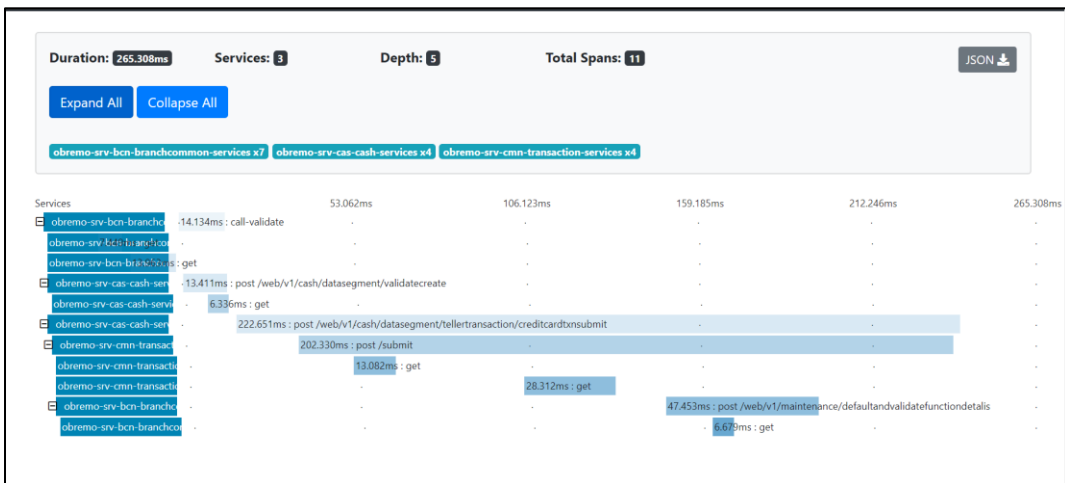 Duration: 265.308ms Services: 3 Depth: 5 Total Spans: 11 JSON
Expand All Collapse All
obremo-srv-bcn-branchcommon-services x7 obremo-srv-cas-cash-services x4 obremo-srv-cmn-transaction-services x4
Services 53.062ms 106.123ms 159.185ms 212.246ms 265.308ms
obremo-srv-bcn-branchco 14.134ms : call-validate
obremo-srv-bcn-branchcor
obremo-srv-bcn-branchcor : get
obremo-srv-cas-cash-serv 13.411ms : post /web/v1/cash/datasegment/validatecreate
obremo-srv-cas-cash-servi 6.336ms : get
obremo-srv-cas-cash-serv 222.651ms : post /web/v1/cash/datasegment/tellertransaction/creditcardtxnsubmit
obremo-srv-cmn-transact 202.330ms : post /submit
obremo-srv-cmn-transactic 13.082ms : get
obremo-srv-cmn-transactic 28.312ms : get
obremo-srv-bcn-branchc 47.453ms : post /web/v1/maintenance/defaultandvalidatefunctiondetalis
obremo-srv-bcn-branchcor 6.679ms : get